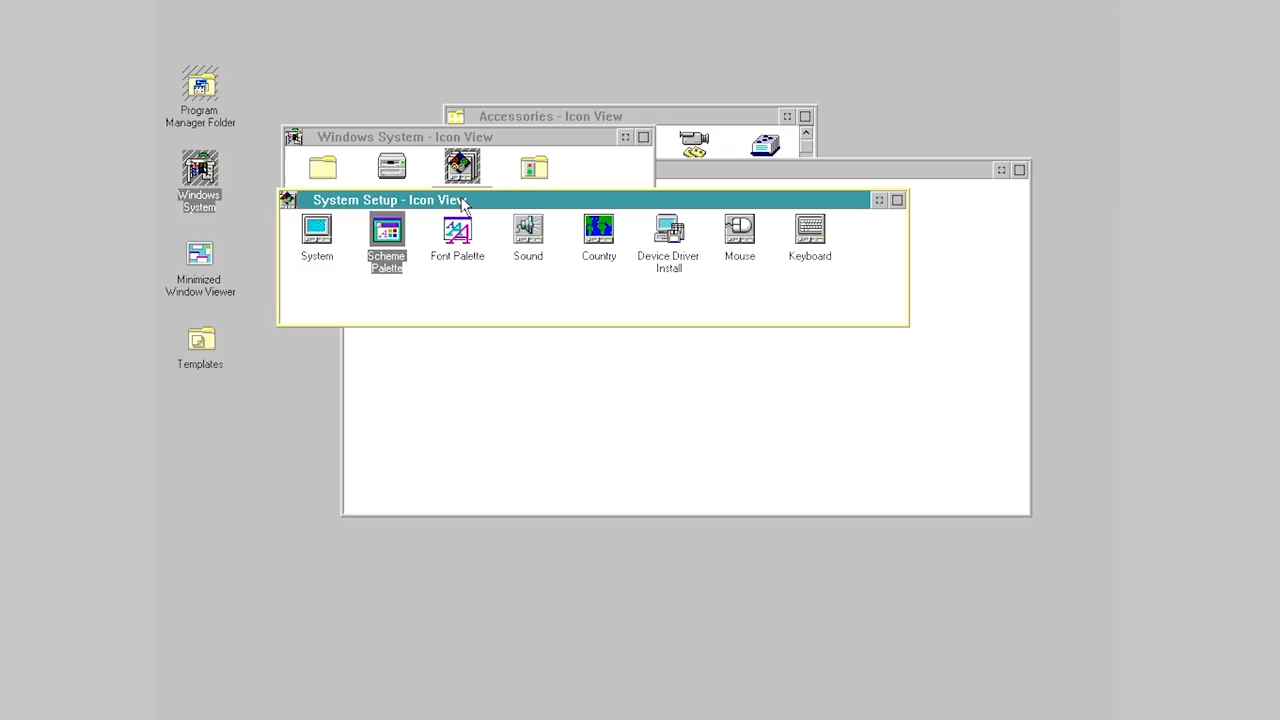 Program
Manager Folder
Windows
System
Minimized
Window Viewer
Templates
Accessories - Icon View
Windows System - Icon View
System Setup - Icon View
System
Scheme
Palette
Font Palette
Sound
Country
Device Driver
Install
Mouse
Keyboard